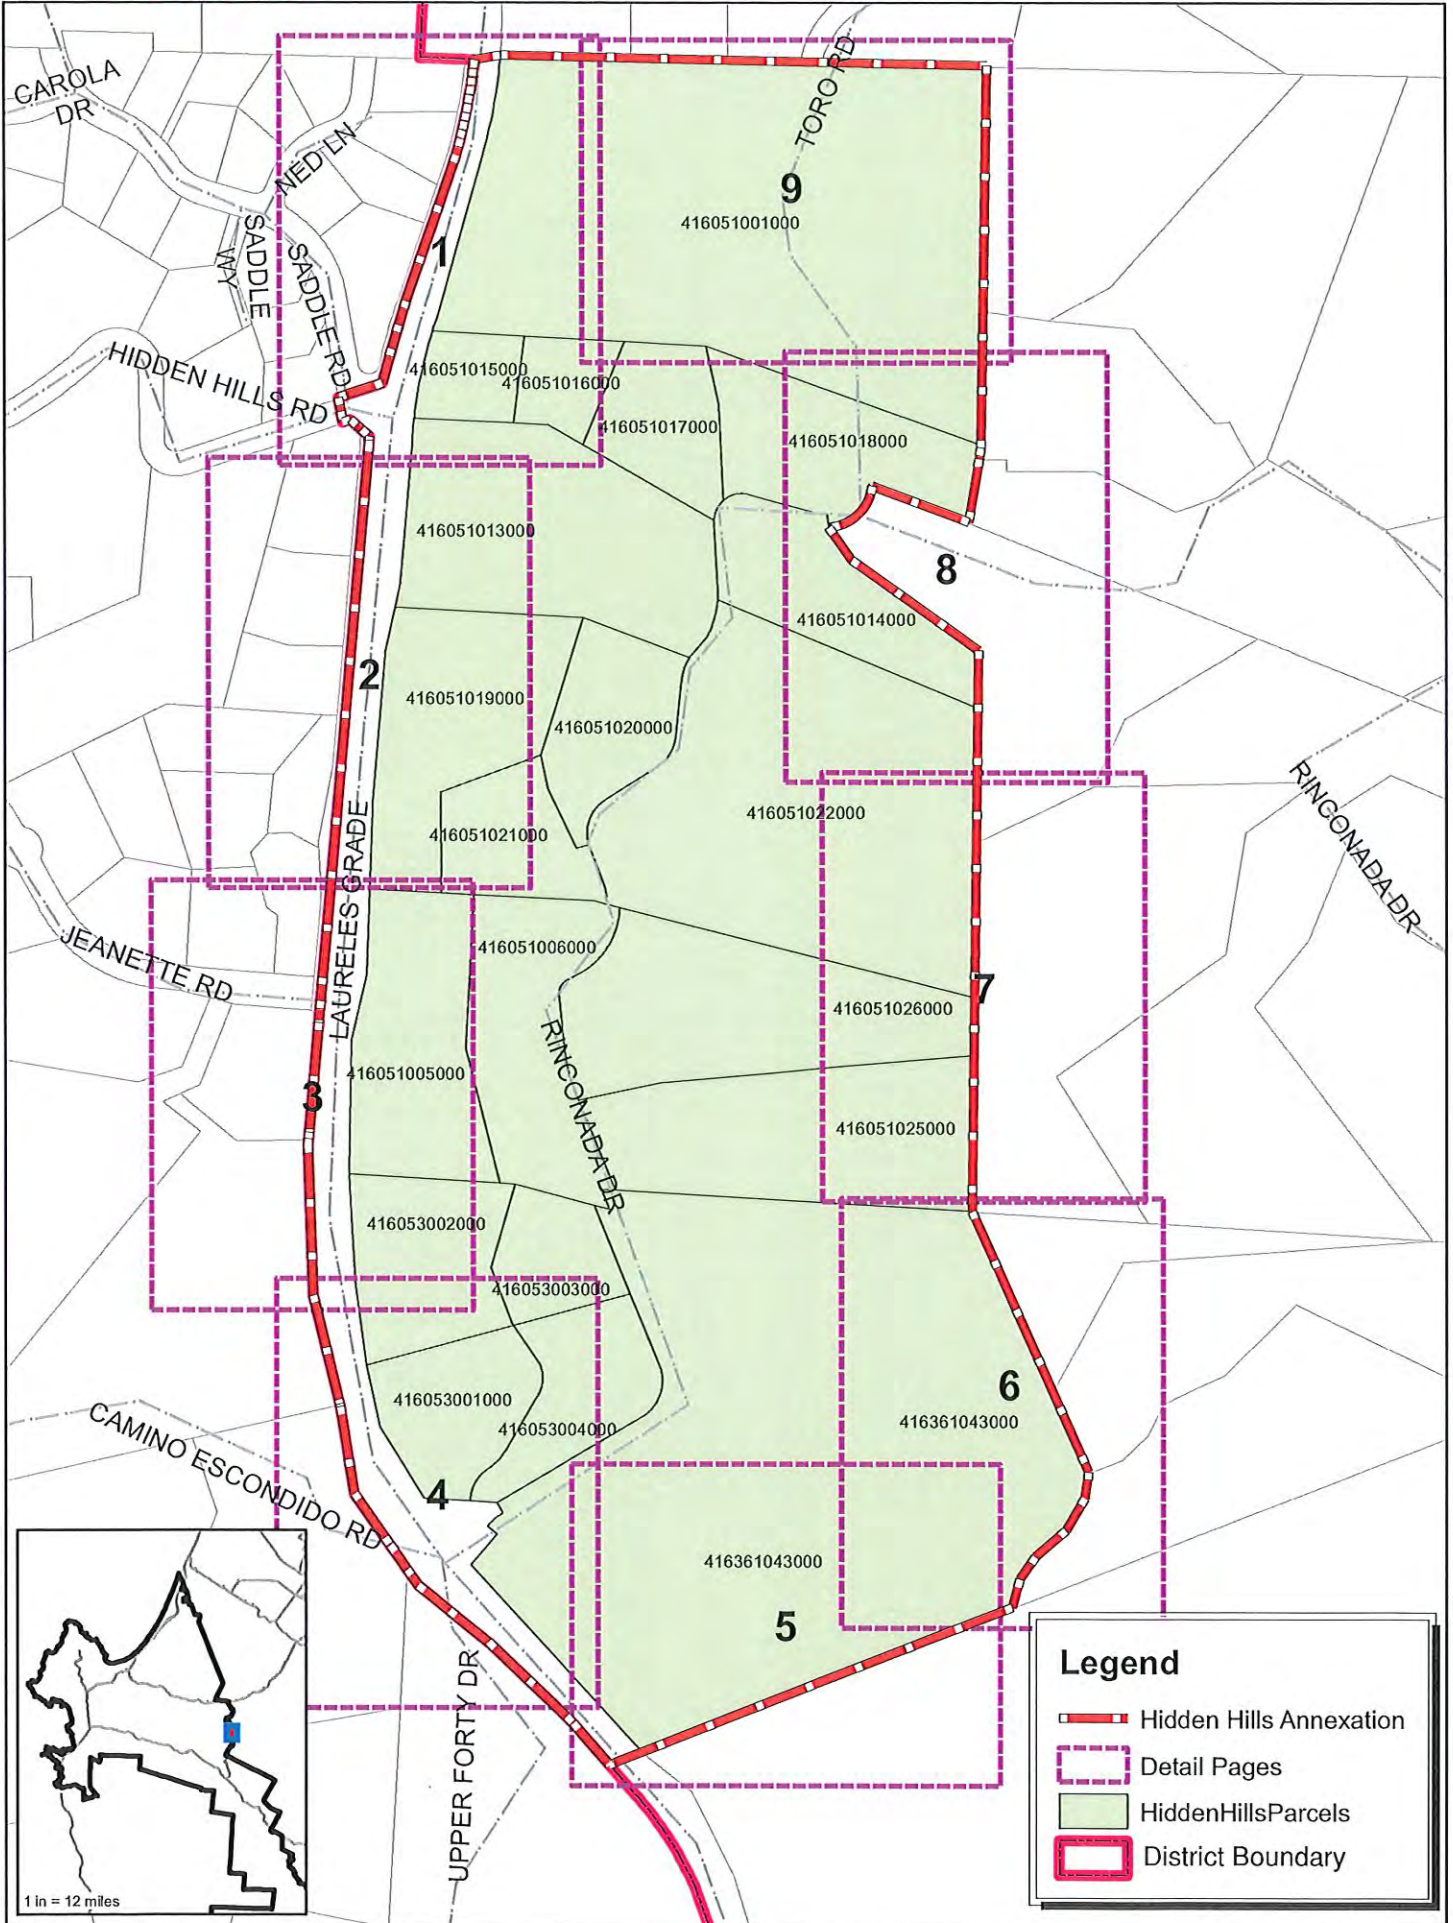 TORO RD
CAROLA
DR
NED LN
9
416051001000
SADDLE
WY
SADDLE RD
1
HIDDEN HILLS RD
416051015000
416051016000
416051017000
416051018000
416051013000
8
416051014000
2
416051019000
416051020000
RINCONADA DR
416051022000
416051021000
LAURELES GRADE
JEANETTE RD
416051006000
7
416051026000
RINCONADA DR
416051005000
3
416051025000
416053002000
416053003000
6
416053001000
416361043000
416053004000
CAMINO ESCONDIDO RD
4
416361043000
5
UPPER FORTY DR
Legend
Hidden Hills Annexation
Detail Pages
HiddenHillsParcels
District Boundary
1 in = 12 miles